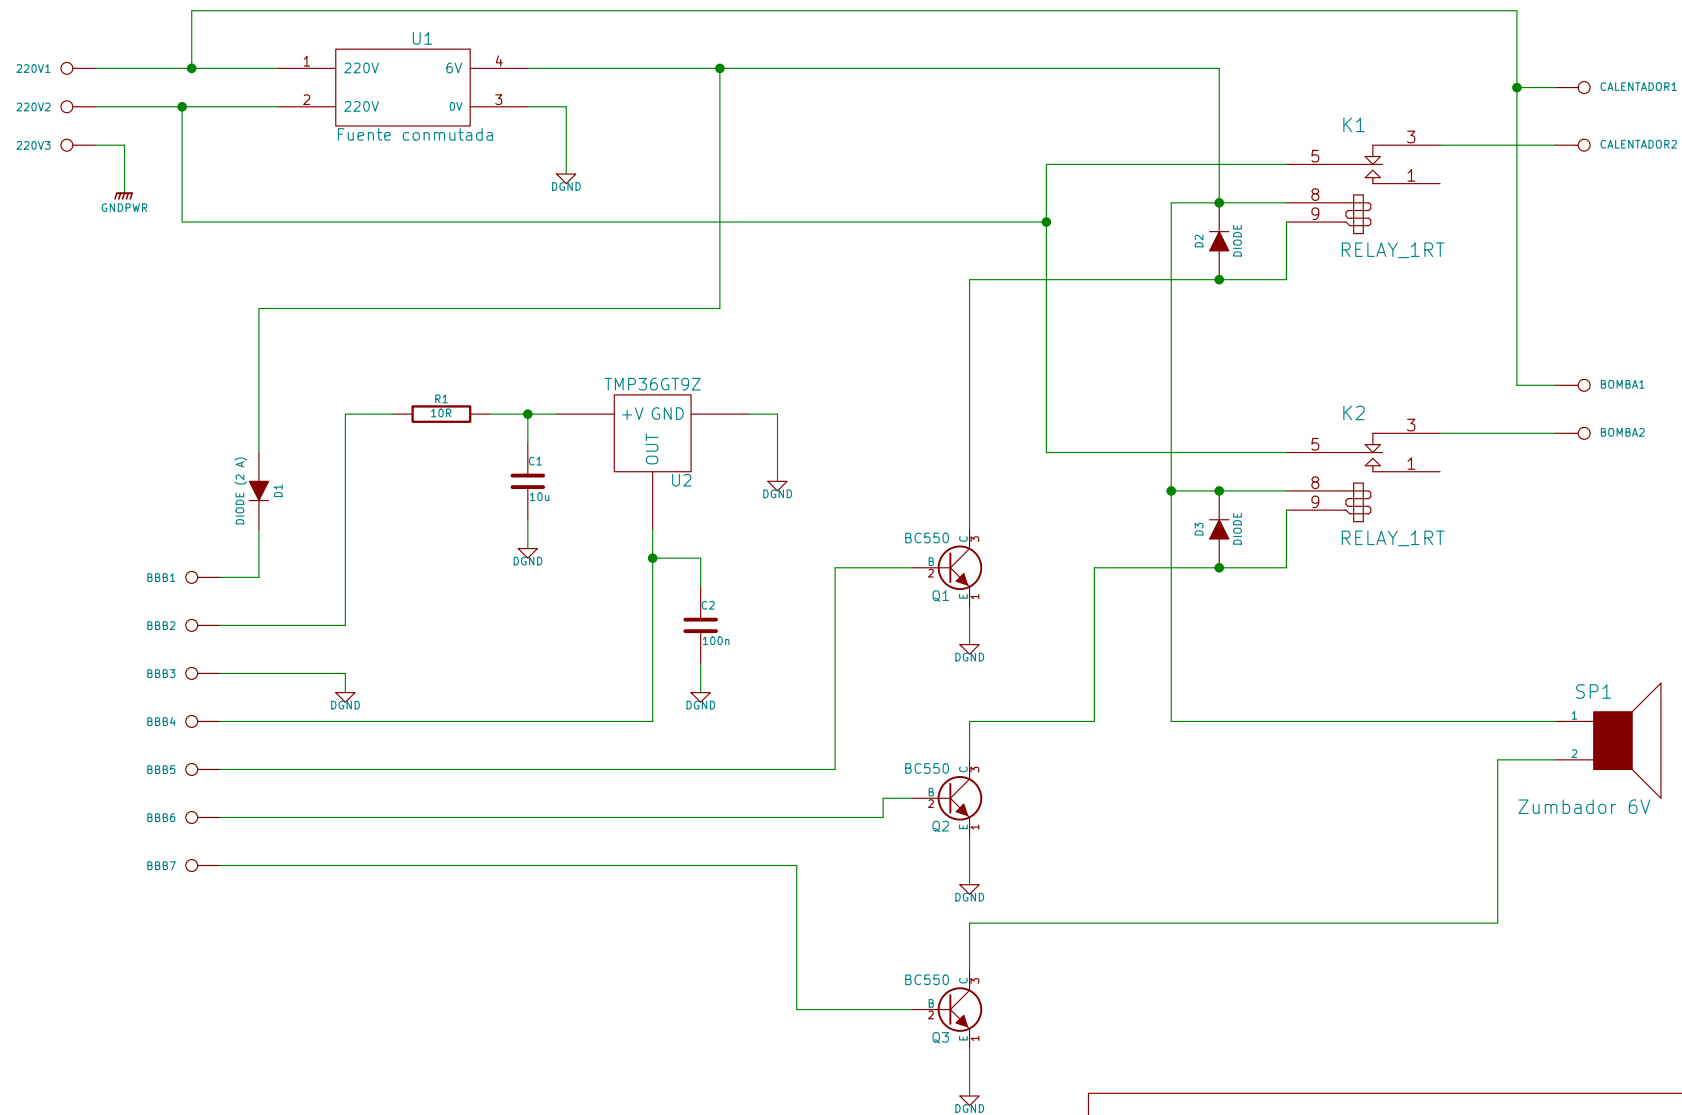 U1
220V1
1
220V
6V
4
CALENTADOR1
220V2
2
220V
0V
3
Fuente conmutada
K1
3
CALENTADOR2
220V3
5
1
DGND
GNDPWR
8
9
D2
DIODE
RELAY_1RT
TMP36GT9Z
BOMBA1
R1
10R
+V GND
OUT
U2
K2
3
BOMBA2
5
1
C1
10u
DIODE (2 A)
D1
DGND
8
9
D3
DIODE
RELAY_1RT
DGND
BC550
C
3
B
2
Q1
E
1
BBB1
C2
100n
BBB2
DGND
BBB3
DGND
DGND
SP1
BBB4
1
2
Zumbador 6V
BBB5
BC550
C
3
B
2
Q2
E
1
BBB6
BBB7
DGND
BC550
C
3
B
2
Q3
E
1
DGND